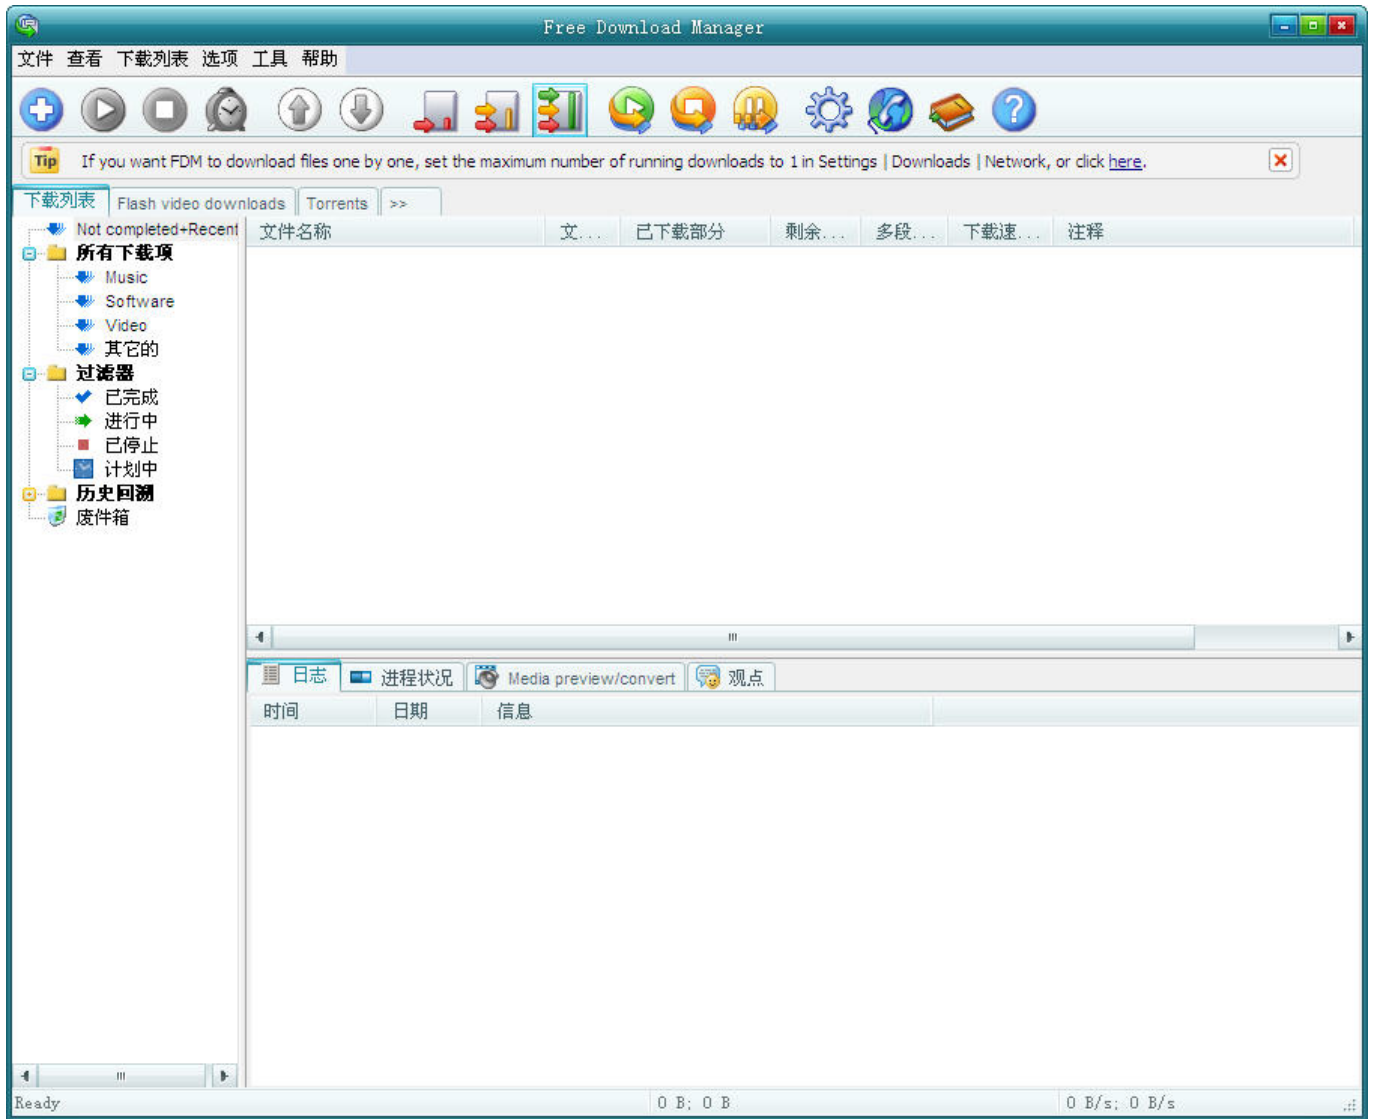 Free Download Manager
文件 查看 下载列表 选项 工具 帮助
Tip If you want FDM to download files one by one, set the maximum number of running downloads to 1 in Settings | Downloads | Network, or click here.
下载列表 Flash video downloads Torrents >>
文件名称 文... 已下载部分 剩余... 多段... 下载速... 注释
Not completed+Recent
所有下载项
Music
Software
Video
其它的
过滤器
已完成
进行中
已停止
计划中
历史回溯
废件箱
日志 进程状况 Media preview/convert 观点
时间 日期 信息
Ready 0 B; 0 B 0 B/s; 0 B/s